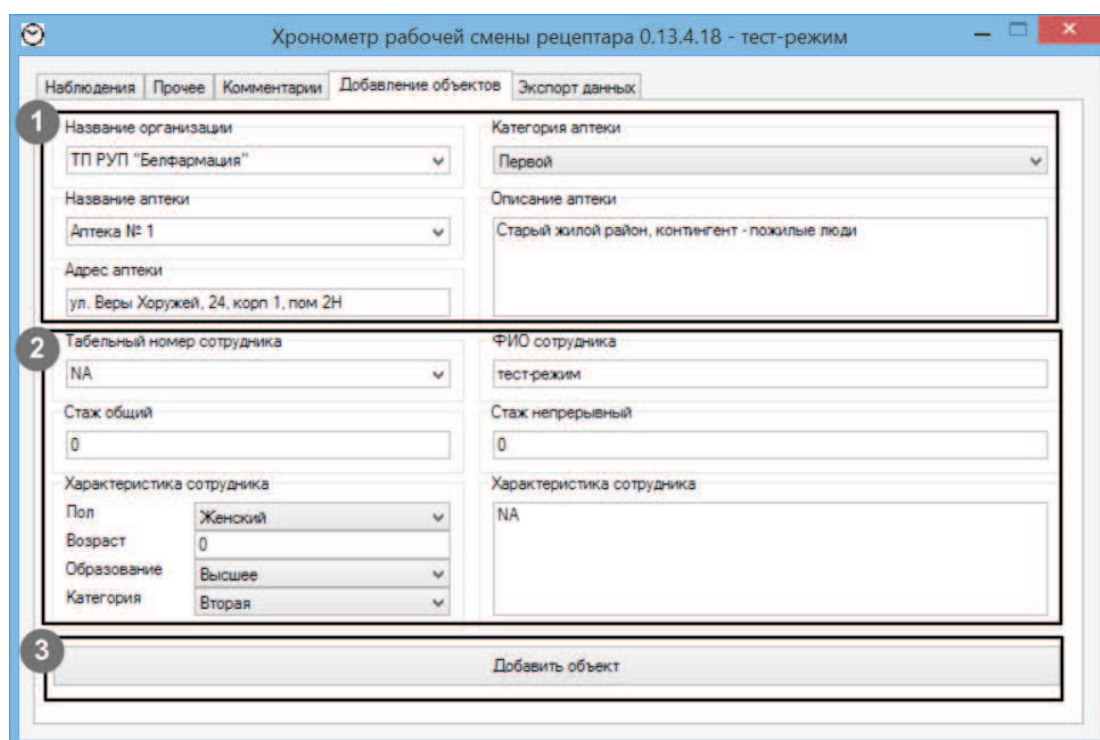 Хронометр рабочей смены рецептара 0.13.4.18 - тест-режим
Наблюдения Прочее Комментарии Добавление объектов Экспорт данных
1
Название организации Категория аптеки
ТП РУП "Белфармация" Первой
Название аптеки Описание аптеки
Аптека № 1 Старый жилой район, контингент - пожилые люди
Адрес аптеки
ул. Веры Хоружей, 24, корп 1, пом 2Н
2
Табельный номер сотрудника ФИО сотрудника
NA тест-режим
Стаж общий Стаж непрерывный
0 0
Характеристика сотрудника Характеристика сотрудника
Пол Женский NA
Возраст 0
Образование Высшее
Категория Вторая
3
Добавить объект